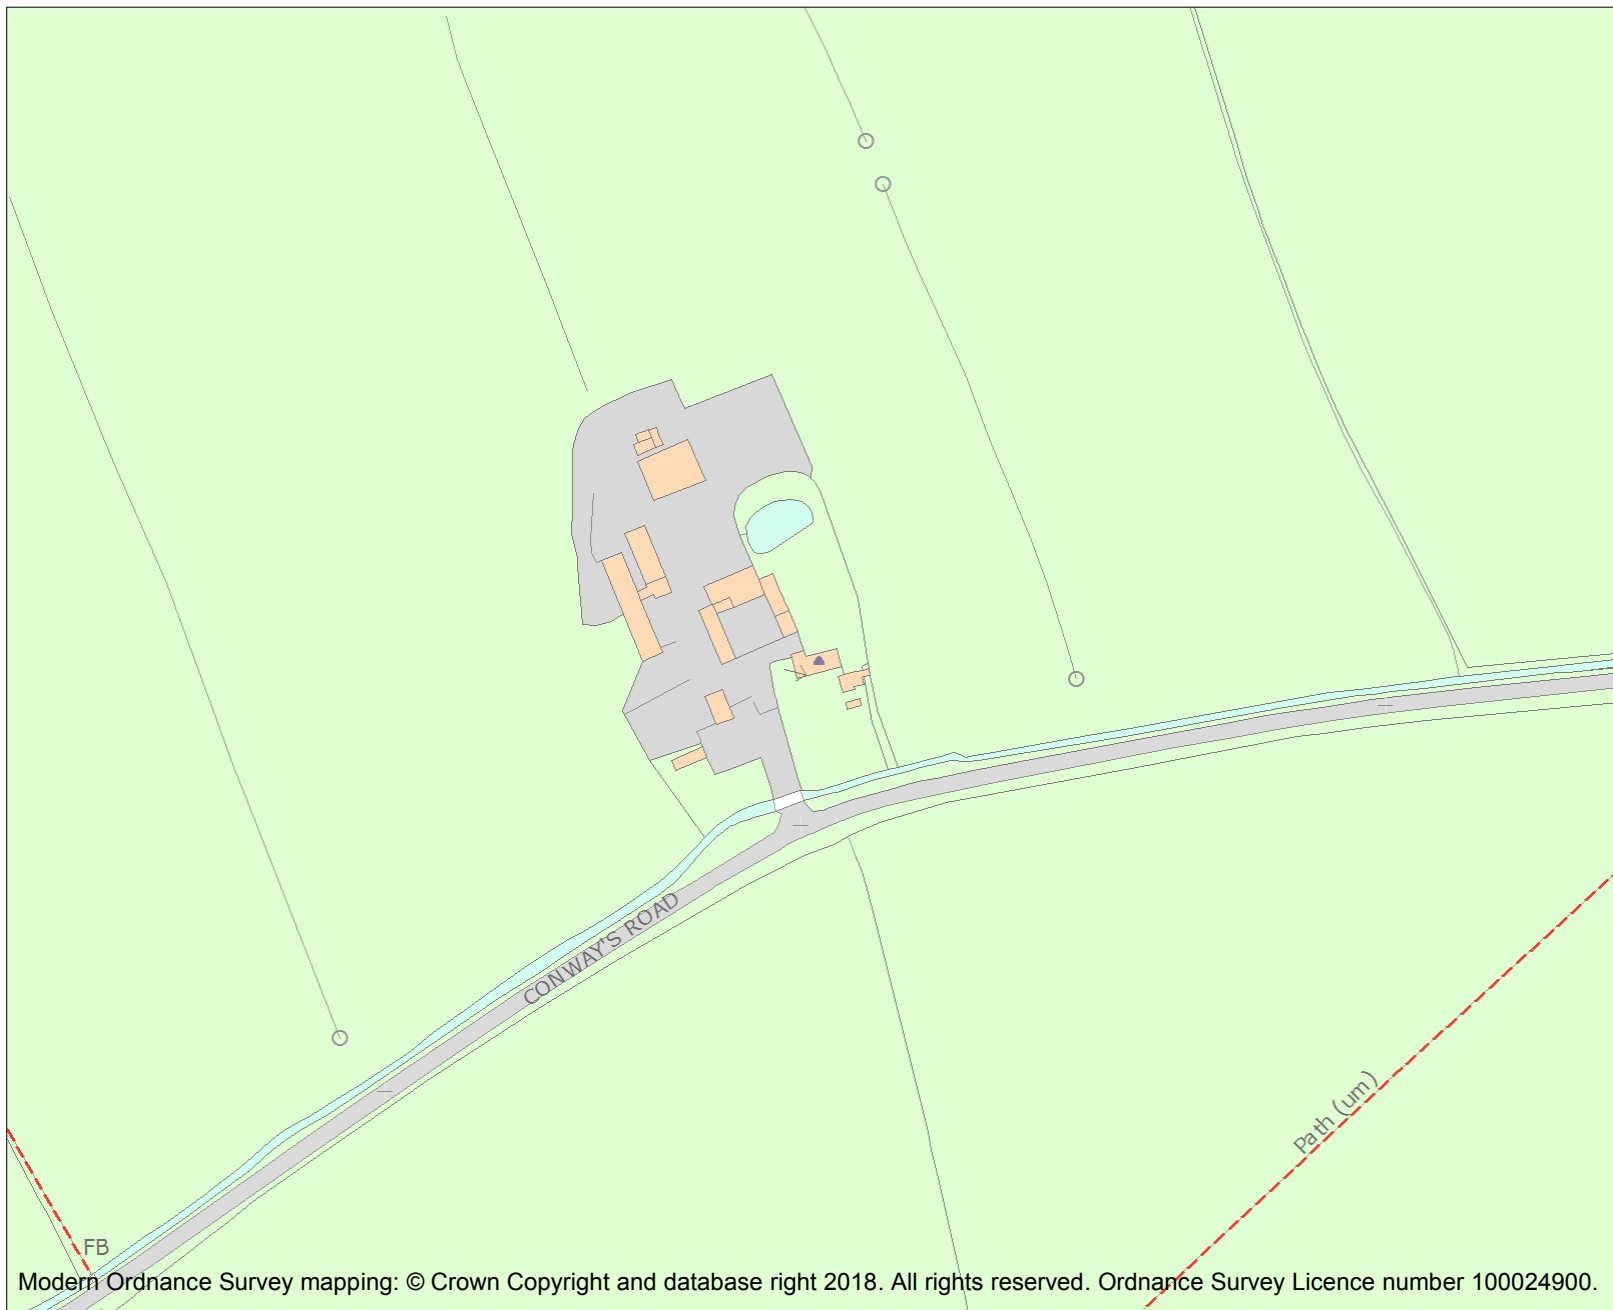 CONWAY'S ROAD
Path (um)
FB
Modern Ordnance Survey mapping: © Crown Copyright and database right 2018. All rights reserved. Ordnance Survey Licence number 100024900.